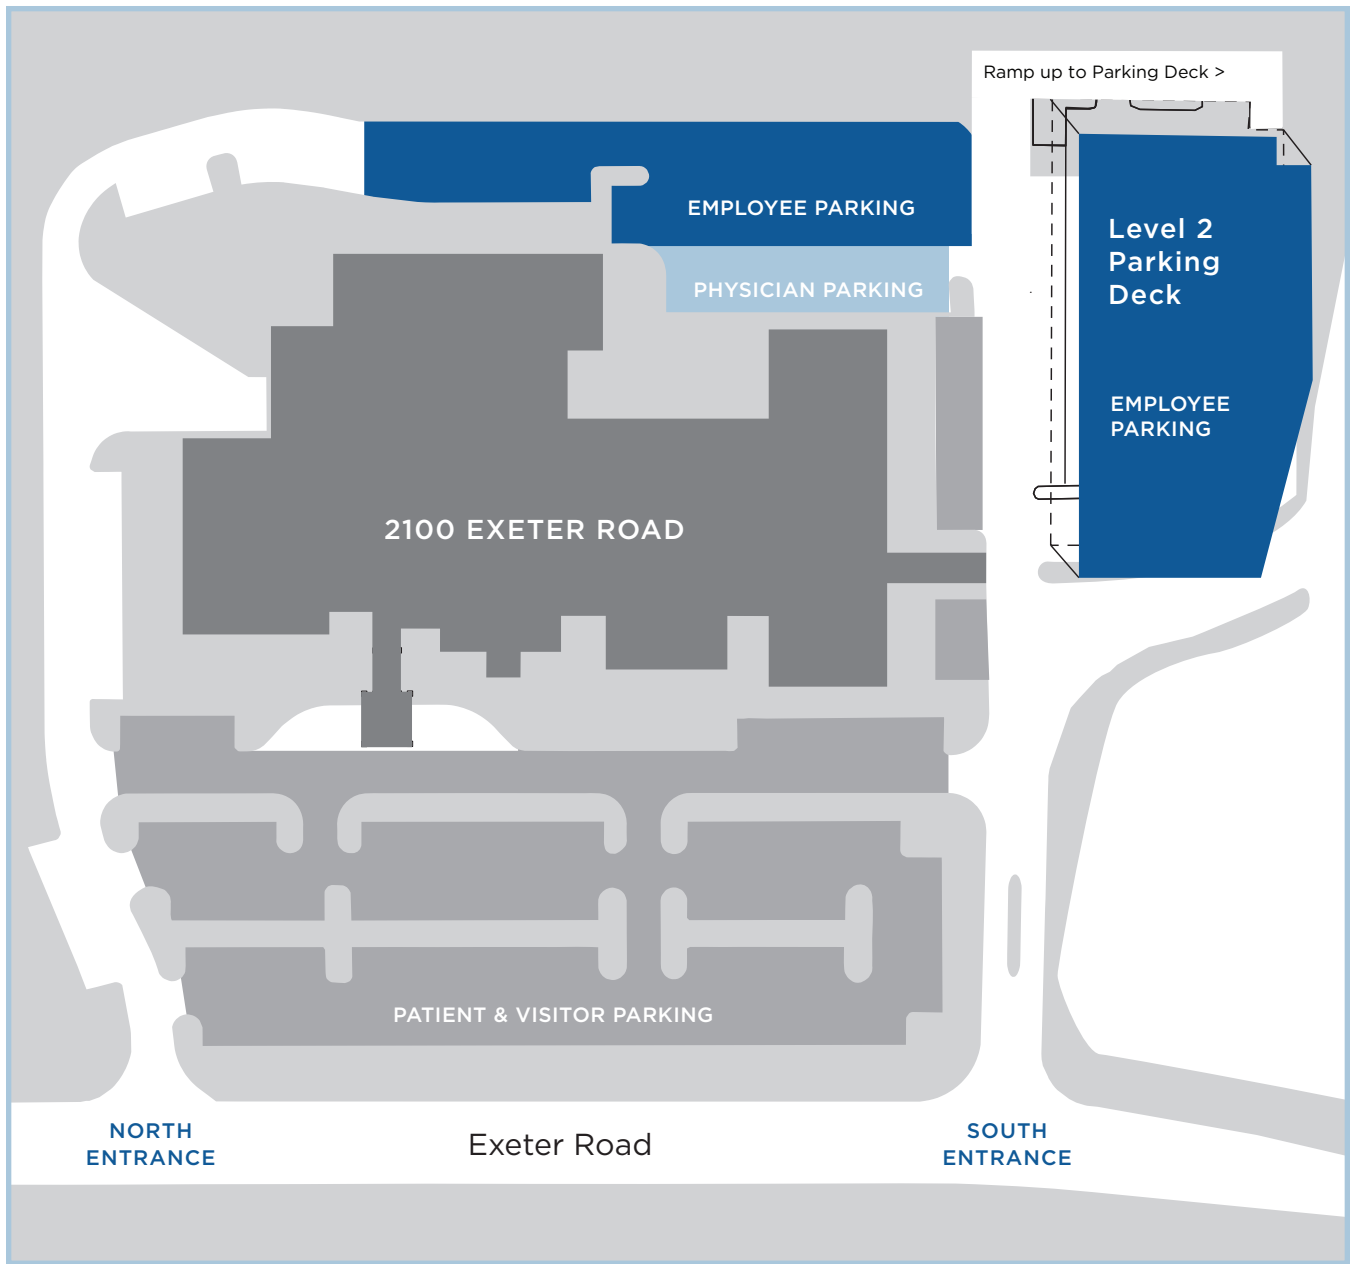 Ramp up to Parking Deck >
EMPLOYEE PARKING
PHYSICIAN PARKING
Level 2
Parking
Deck
EMPLOYEE
PARKING
2100 EXETER ROAD
PATIENT & VISITOR PARKING
NORTH
ENTRANCE
Exeter Road
SOUTH
ENTRANCE